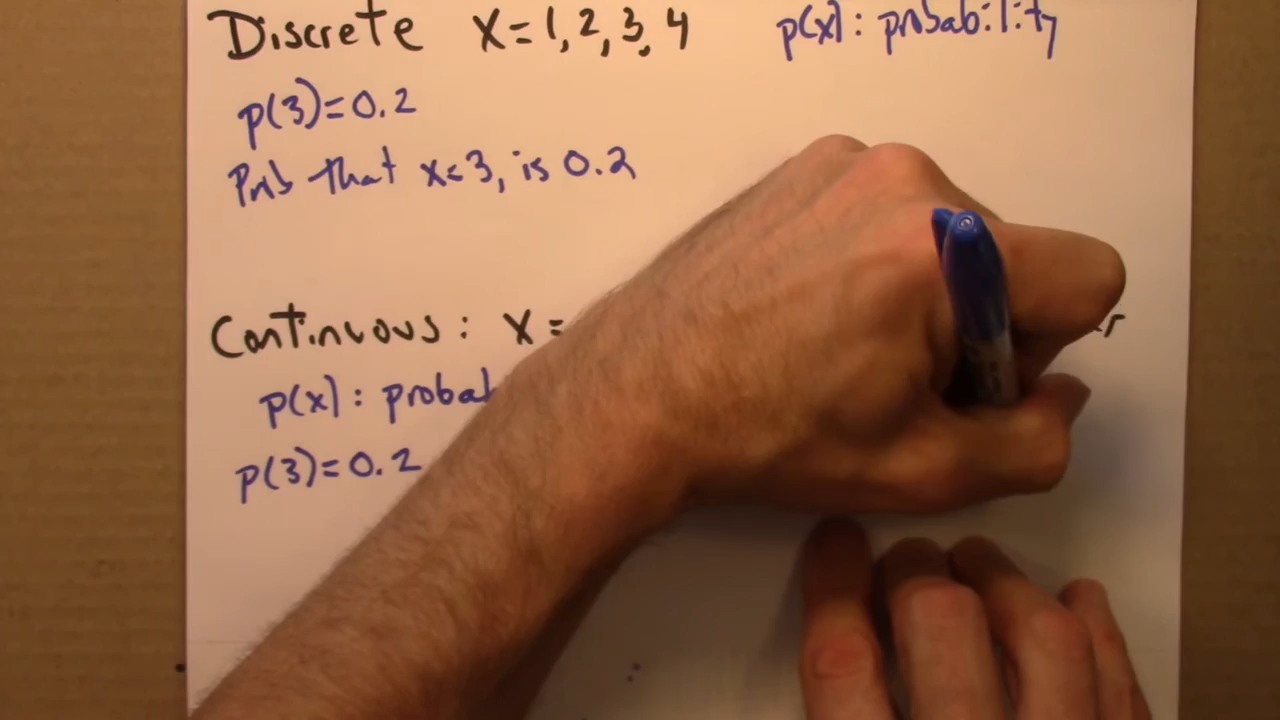 Discrete X=1,2,3,4 p(x): probability
p(3)=0.2
Prob that x=3, is 0.2
Continuous: X=
p(x): probab
p(3)=0.2